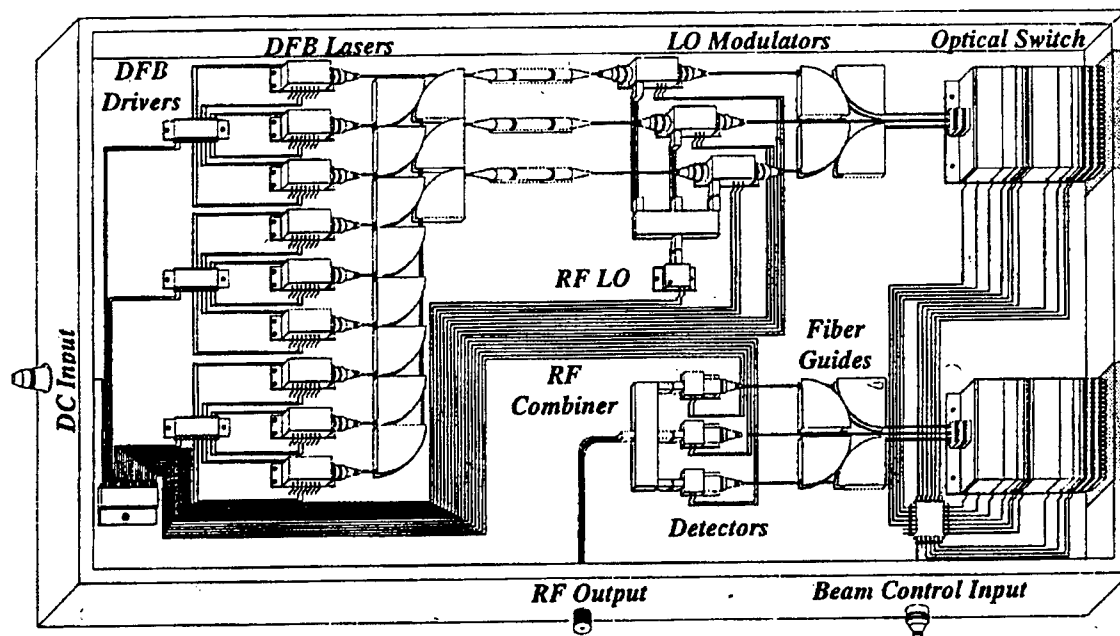 DFB Lasers
LO Modulators
Optical Switch
DFB
Drivers
RF LO
DC Input
Fiber
Guides
RF
Combiner
Detectors
RF Output
Beam Control Input